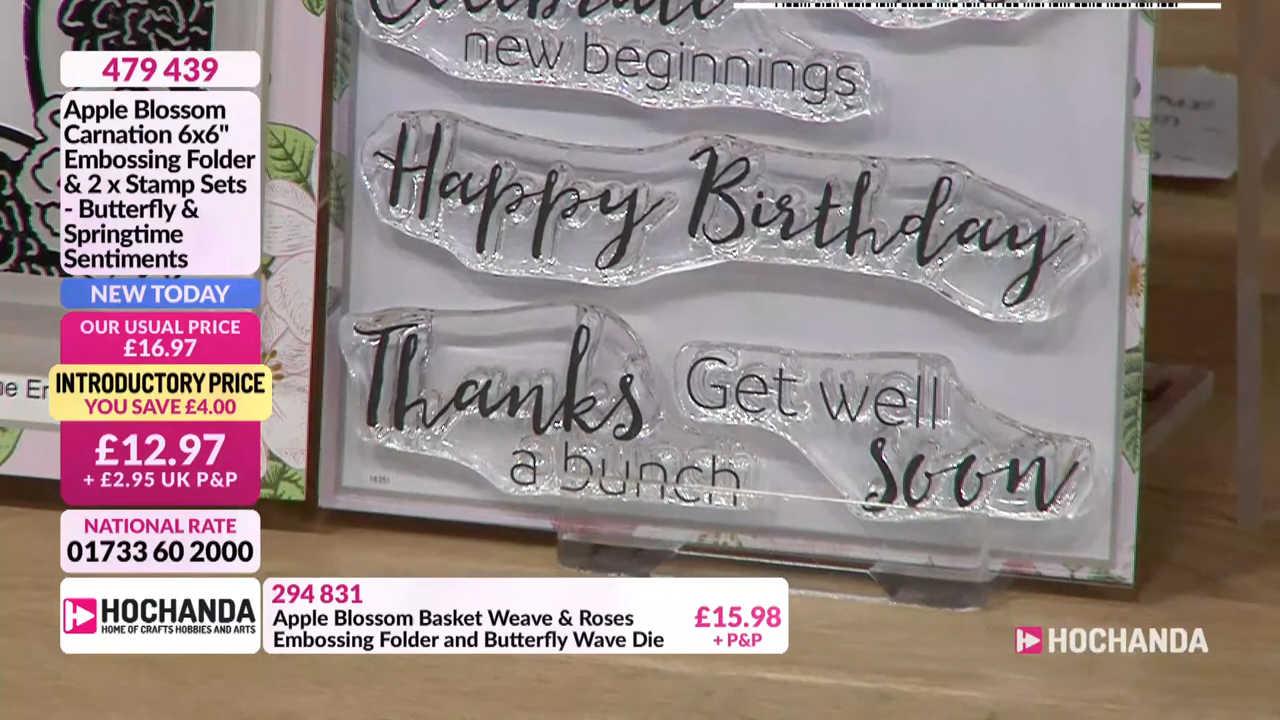 479 439
Apple Blossom
Carnation 6x6"
Embossing Folder
& 2 x Stamp Sets
- Butterfly &
Springtime
Sentiments
NEW TODAY
OUR USUAL PRICE
£16.97
INTRODUCTORY PRICE
YOU SAVE £4.00
£12.97
+ £2.95 UK P&P
NATIONAL RATE
01733 60 2000
HOCHANDA
HOME OF CRAFTS HOBBIES AND ARTS
294 831
Apple Blossom Basket Weave & Roses
Embossing Folder and Butterfly Wave Die
£15.98
+ P&P
Celebrate
new beginnings
Happy Birthday
Thanks
a bunch
Get well
soon
HOCHANDA